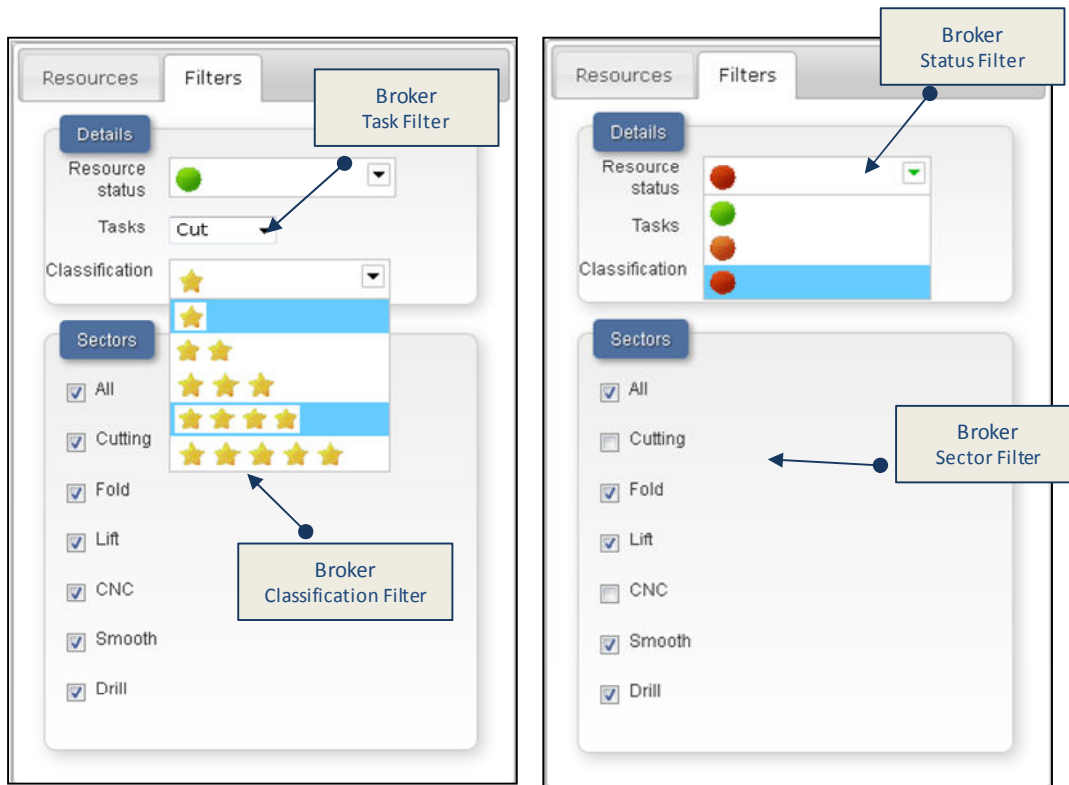 Resources
Filters
Broker
Task Filter
Details
Resource
status
Tasks
Cut
Classification
Sectors
All
Cutting
Fold
Lift
CNC
Smooth
Drill
Broker
Classification Filter
Resources
Filters
Broker
Status Filter
Details
Resource
status
Tasks
Classification
Sectors
All
Cutting
Fold
Lift
CNC
Smooth
Drill
Broker
Sector Filter